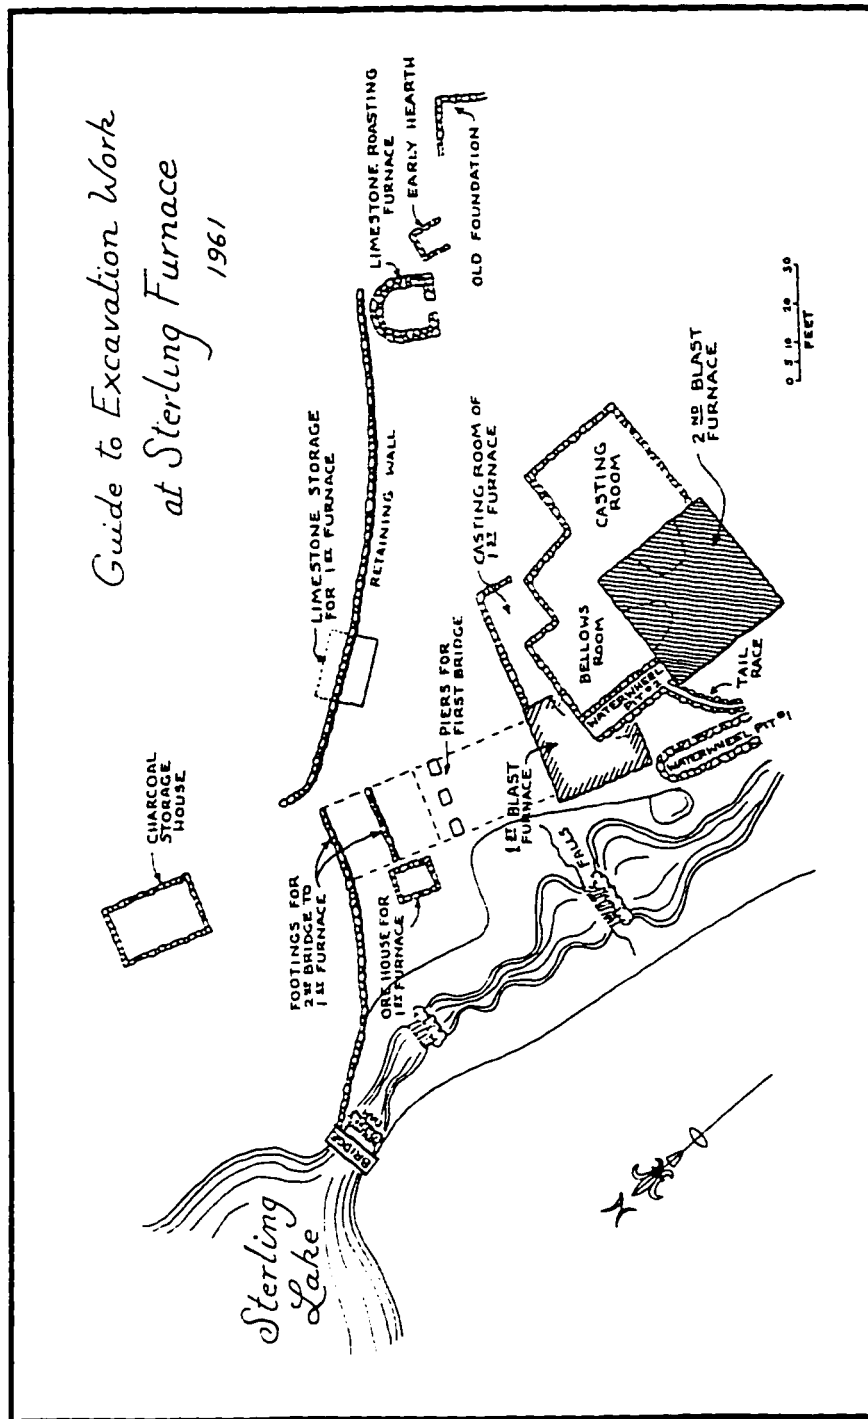 Guide to Excavation Work
at Sterling Furnace
1961
CHARCOAL
STORAGE
HOUSE
LIMESTONE STORAGE
FOR 1ST FURNACE
RETAINING WALL
LIMESTONE ROASTING
FURNACE
EARLY HEARTH
OLD FOUNDATION
FOOTINGS FOR
2ND BRIDGE TO
1ST FURNACE
ORE HOUSE FOR
1ST FURNACE
PIERS FOR
FIRST BRIDGE
CASTING ROOM OF
1ST FURNACE
Sterling
Lake
BRIDGE
1ST BLAST
FURNACE
FALLS
BELLOWS
ROOM
CASTING
ROOM
WATERWHEEL
PIT #2
WATERWHEEL PIT #1
TAIL
RACE
2ND BLAST
FURNACE
N
0 5 10 20 30
FEET